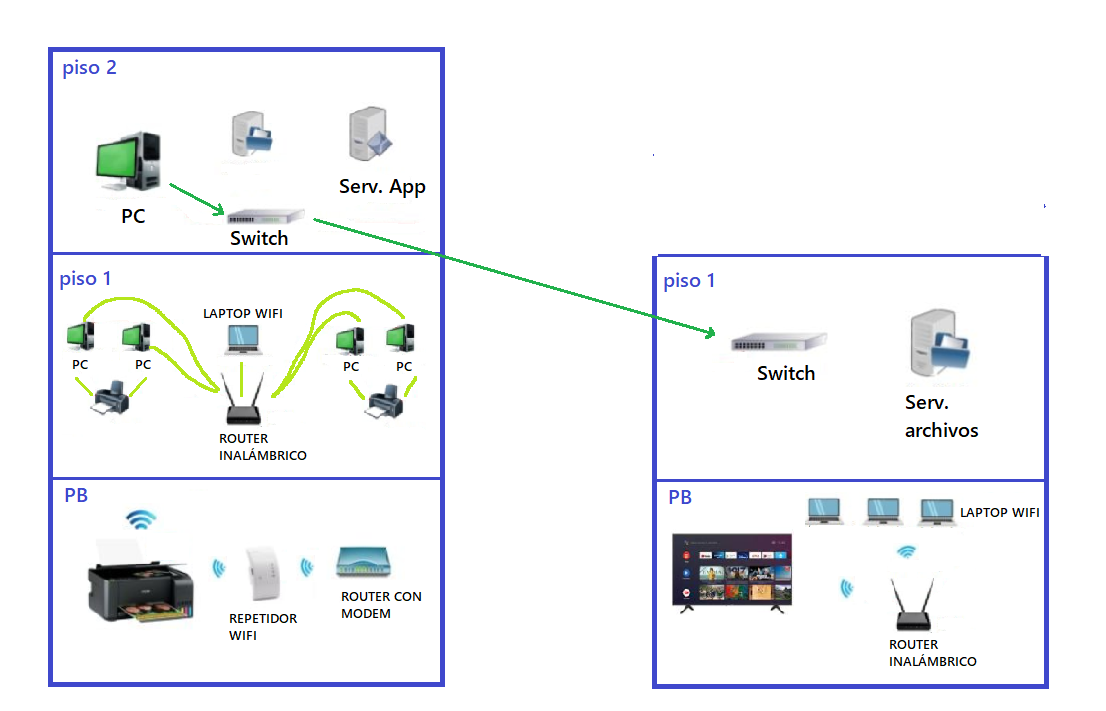 piso 2
Serv. App
PC
Switch
piso 1
LAPTOP WIFI
PC
PC
PC
PC
ROUTER
INALÁMBRICO
PB
REPETIDOR
WIFI
ROUTER CON
MODEM
piso 1
Switch
Serv.
archivos
PB
LAPTOP WIFI
ROUTER
INALÁMBRICO